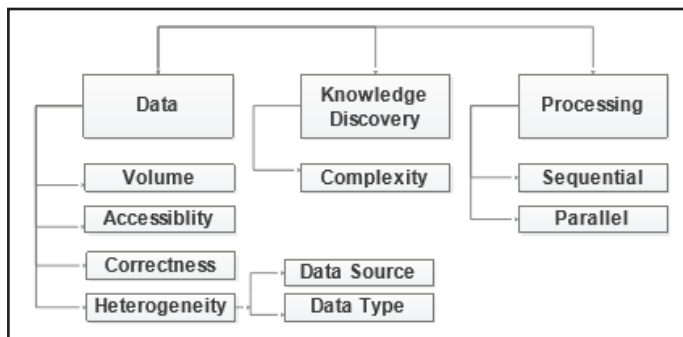 Data
Knowledge
Discovery
Processing
Volume
Complexity
Sequential
Accessiblity
Parallel
Correctness
Data Source
Heterogeneity
Data Type